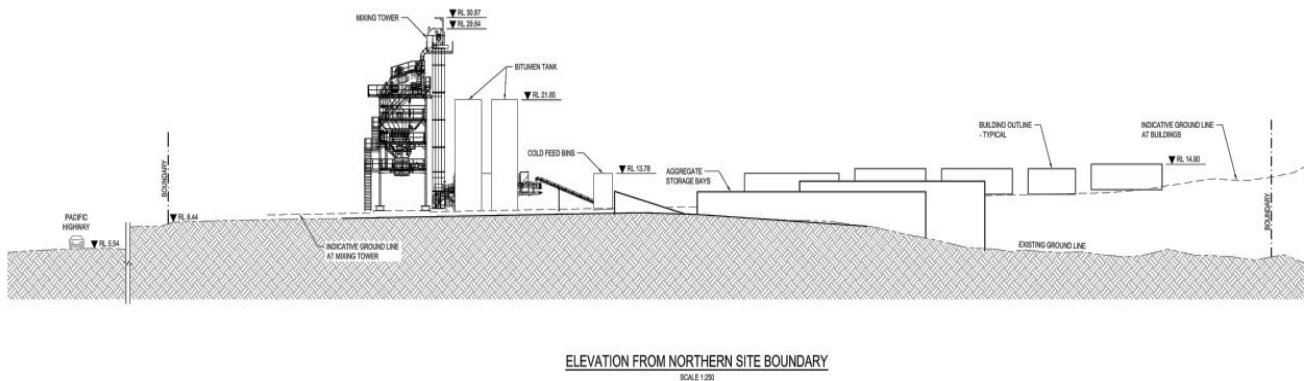 RL 30.87
MIXING TOWER
RL 29.64
BITUMEN TANK
RL 21.85
BUILDING OUTLINE
- TYPICAL
INDICATIVE GROUND LINE
AT BUILDINGS
COLD FEED BINS
RL 13.78
AGGREGATE
STORAGE BAYS
RL 14.80
BOUNDARY
BOUNDARY
PACIFIC
HIGHWAY
RL 8.44
RL 5.54
INDICATIVE GROUND LINE
AT MIXING TOWER
EXISTING GROUND LINE
ELEVATION FROM NORTHERN SITE BOUNDARY
SCALE 1:250